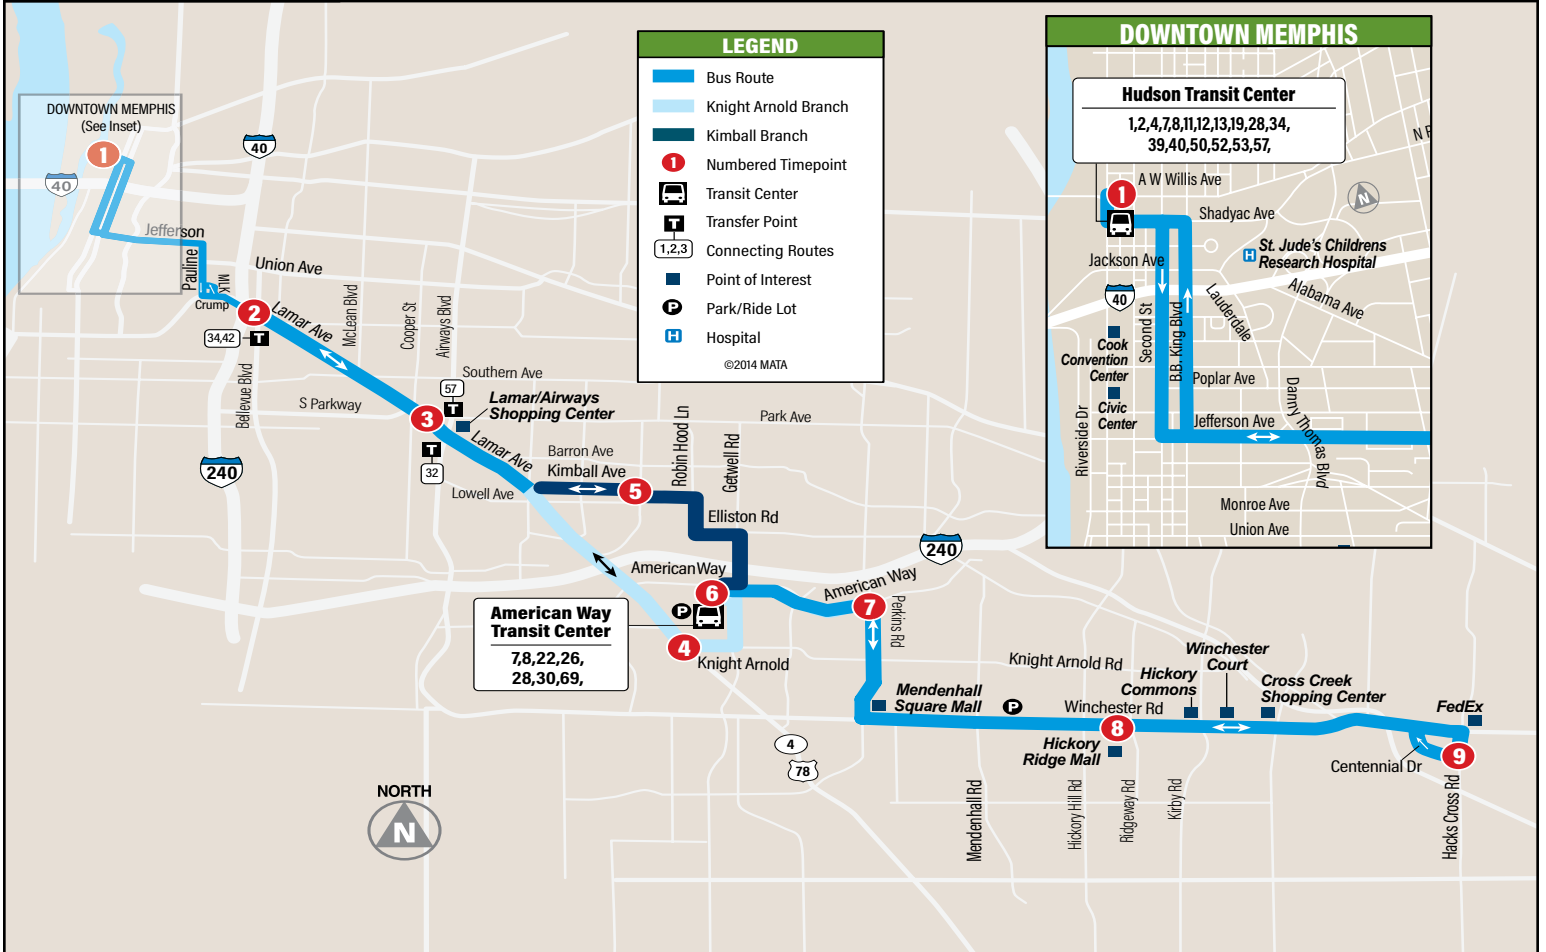 DOWNTOWN MEMPHIS
(See Inset)
1
40
40
Jefferson
Pauline
MLK
Crump
Union Ave
2
34,42
T
Lamar Ave
McLean Blvd
Cooper St
Airways Blvd
Bellevue Blvd
S Parkway
Southern Ave
57
T
3
Lamar/Airways
Shopping Center
T
32
240
Lamar Ave
Barron Ave
Kimball Ave
Lowell Ave
5
Robin Hood Ln
Getwell Rd
Park Ave
Elliston Rd
240
American Way
6
P
American Way
Transit Center
7,8,22,26,
28,30,69,
4
Knight Arnold
American Way
7
Perkins Rd
Mendenhall
Square Mall
P
Knight Arnold Rd
Winchester Rd
8
Hickory
Ridge Mall
Hickory
Commons
Winchester
Court
Cross Creek
Shopping Center
FedEx
9
Centennial Dr
Hacks Cross Rd
Mendenhall Rd
Hickory Hill Rd
Ridgeway Rd
Kirby Rd
4
78
NORTH
N
LEGEND
Bus Route
Knight Arnold Branch
Kimball Branch
1
Numbered Timepoint
Transit Center
T
Transfer Point
1,2,3
Connecting Routes
Point of Interest
P
Park/Ride Lot
H
Hospital
©2014 MATA
DOWNTOWN MEMPHIS
Hudson Transit Center
1,2,4,7,8,11,12,13,19,28,34,
39,40,50,52,53,57,
1
A W Willis Ave
N
Shadyac Ave
Jackson Ave
H
St. Jude's Childrens
Research Hospital
40
Alabama Ave
Lauderdale
Second St
B.B. King Blvd
Cook
Convention
Center
Civic
Center
Poplar Ave
Jefferson Ave
Danny Thomas Blvd
Riverside Dr
Monroe Ave
Union Ave